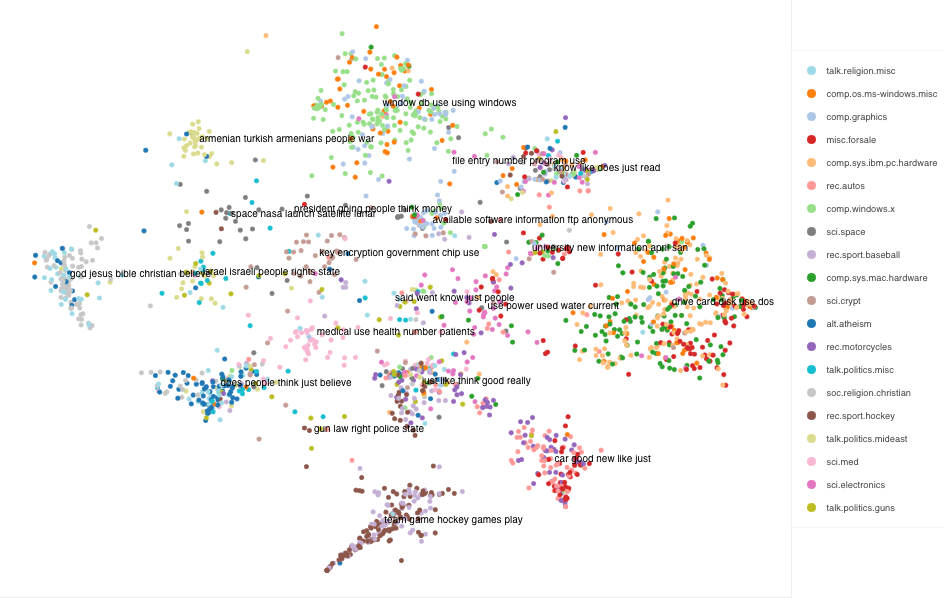 window db use using windows
armenian turkish armenians people war
file entry number program use
know like does just read
president going people think money
space nasa launch satellite lunar
available software information ftp anonymous
university new information april san
key encryption government chip use
god jesus bible christian believe
israel israeli people rights state
said went know just people
use power used water current
drive card disk use dos
medical use health number patients
does people think just believe
just like think good really
gun law right police state
car good new like just
team game hockey games play
talk.religion.misc
comp.os.ms-windows.misc
comp.graphics
misc.forsale
comp.sys.ibm.pc.hardware
rec.autos
comp.windows.x
sci.space
rec.sport.baseball
comp.sys.mac.hardware
sci.crypt
alt.atheism
rec.motorcycles
talk.politics.misc
soc.religion.christian
rec.sport.hockey
talk.politics.mideast
sci.med
sci.electronics
talk.politics.guns